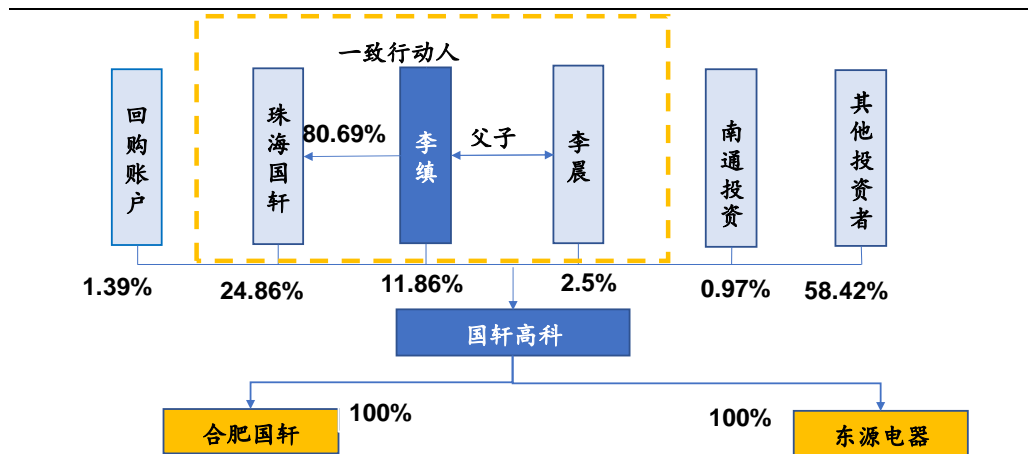 一致行动人
回购账户
珠海国轩
80.69%
李缜
父子
李晨
南通投资
其他投资者
1.39%
24.86%
11.86%
2.5%
0.97%
58.42%
国轩高科
100%
100%
合肥国轩
东源电器